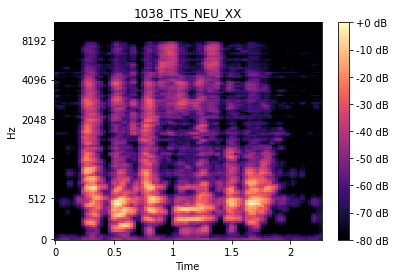 1038_ITS_NEU_XX
8192
4096
2048
1024
512
0
Hz
0
0.5
1
1.5
2
Time
+0 dB
-10 dB
-20 dB
-30 dB
-40 dB
-50 dB
-60 dB
-70 dB
-80 dB